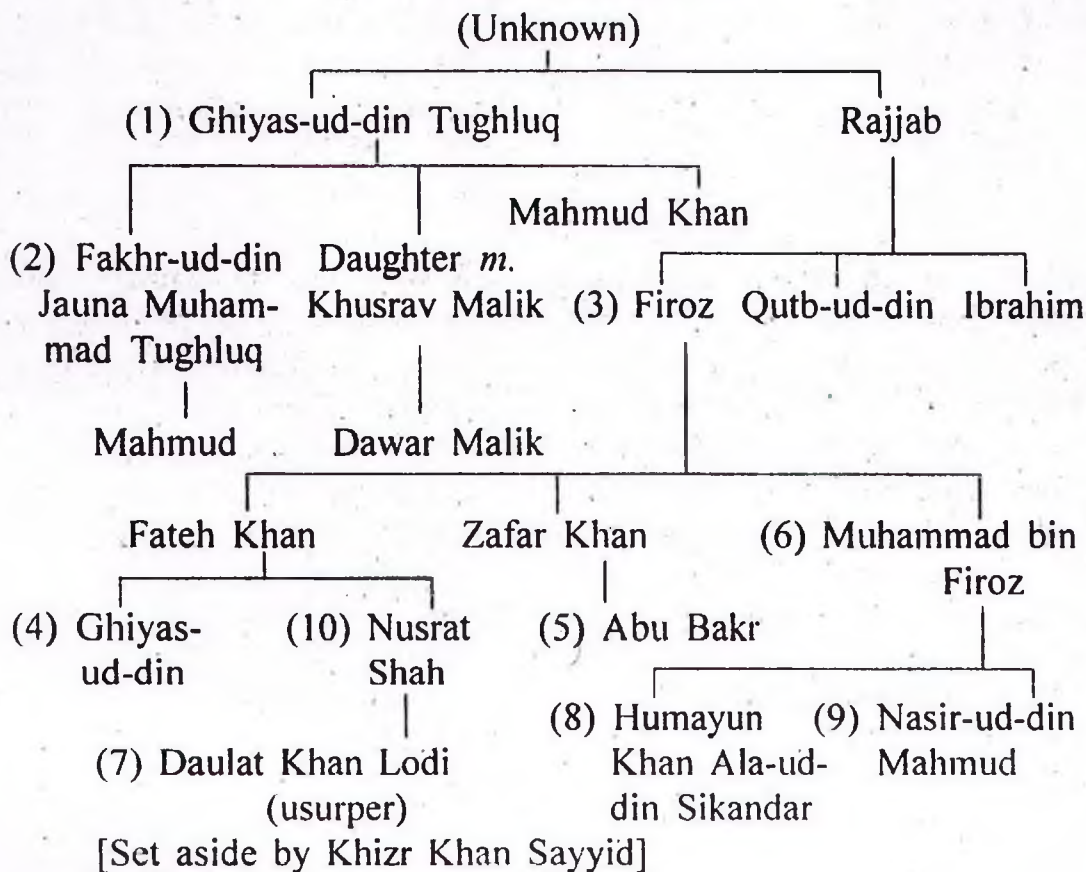 (Unknown)
(1) Ghiyas-ud-din Tughluq Rajjab
Mahmud Khan
(2) Fakhr-ud-din Daughter m.
Jauna Muham- Khusrav Malik (3) Firoz Qutb-ud-din Ibrahim
mad Tughluq
Mahmud Dawar Malik
Fateh Khan Zafar Khan (6) Muhammad bin
Firoz
(4) Ghiyas- (10) Nusrat (5) Abu Bakr
ud-din Shah
(8) Humayun (9) Nasir-ud-din
(7) Daulat Khan Lodi Khan Ala-ud- Mahmud
(usurper) din Sikandar
[Set aside by Khizr Khan Sayyid]